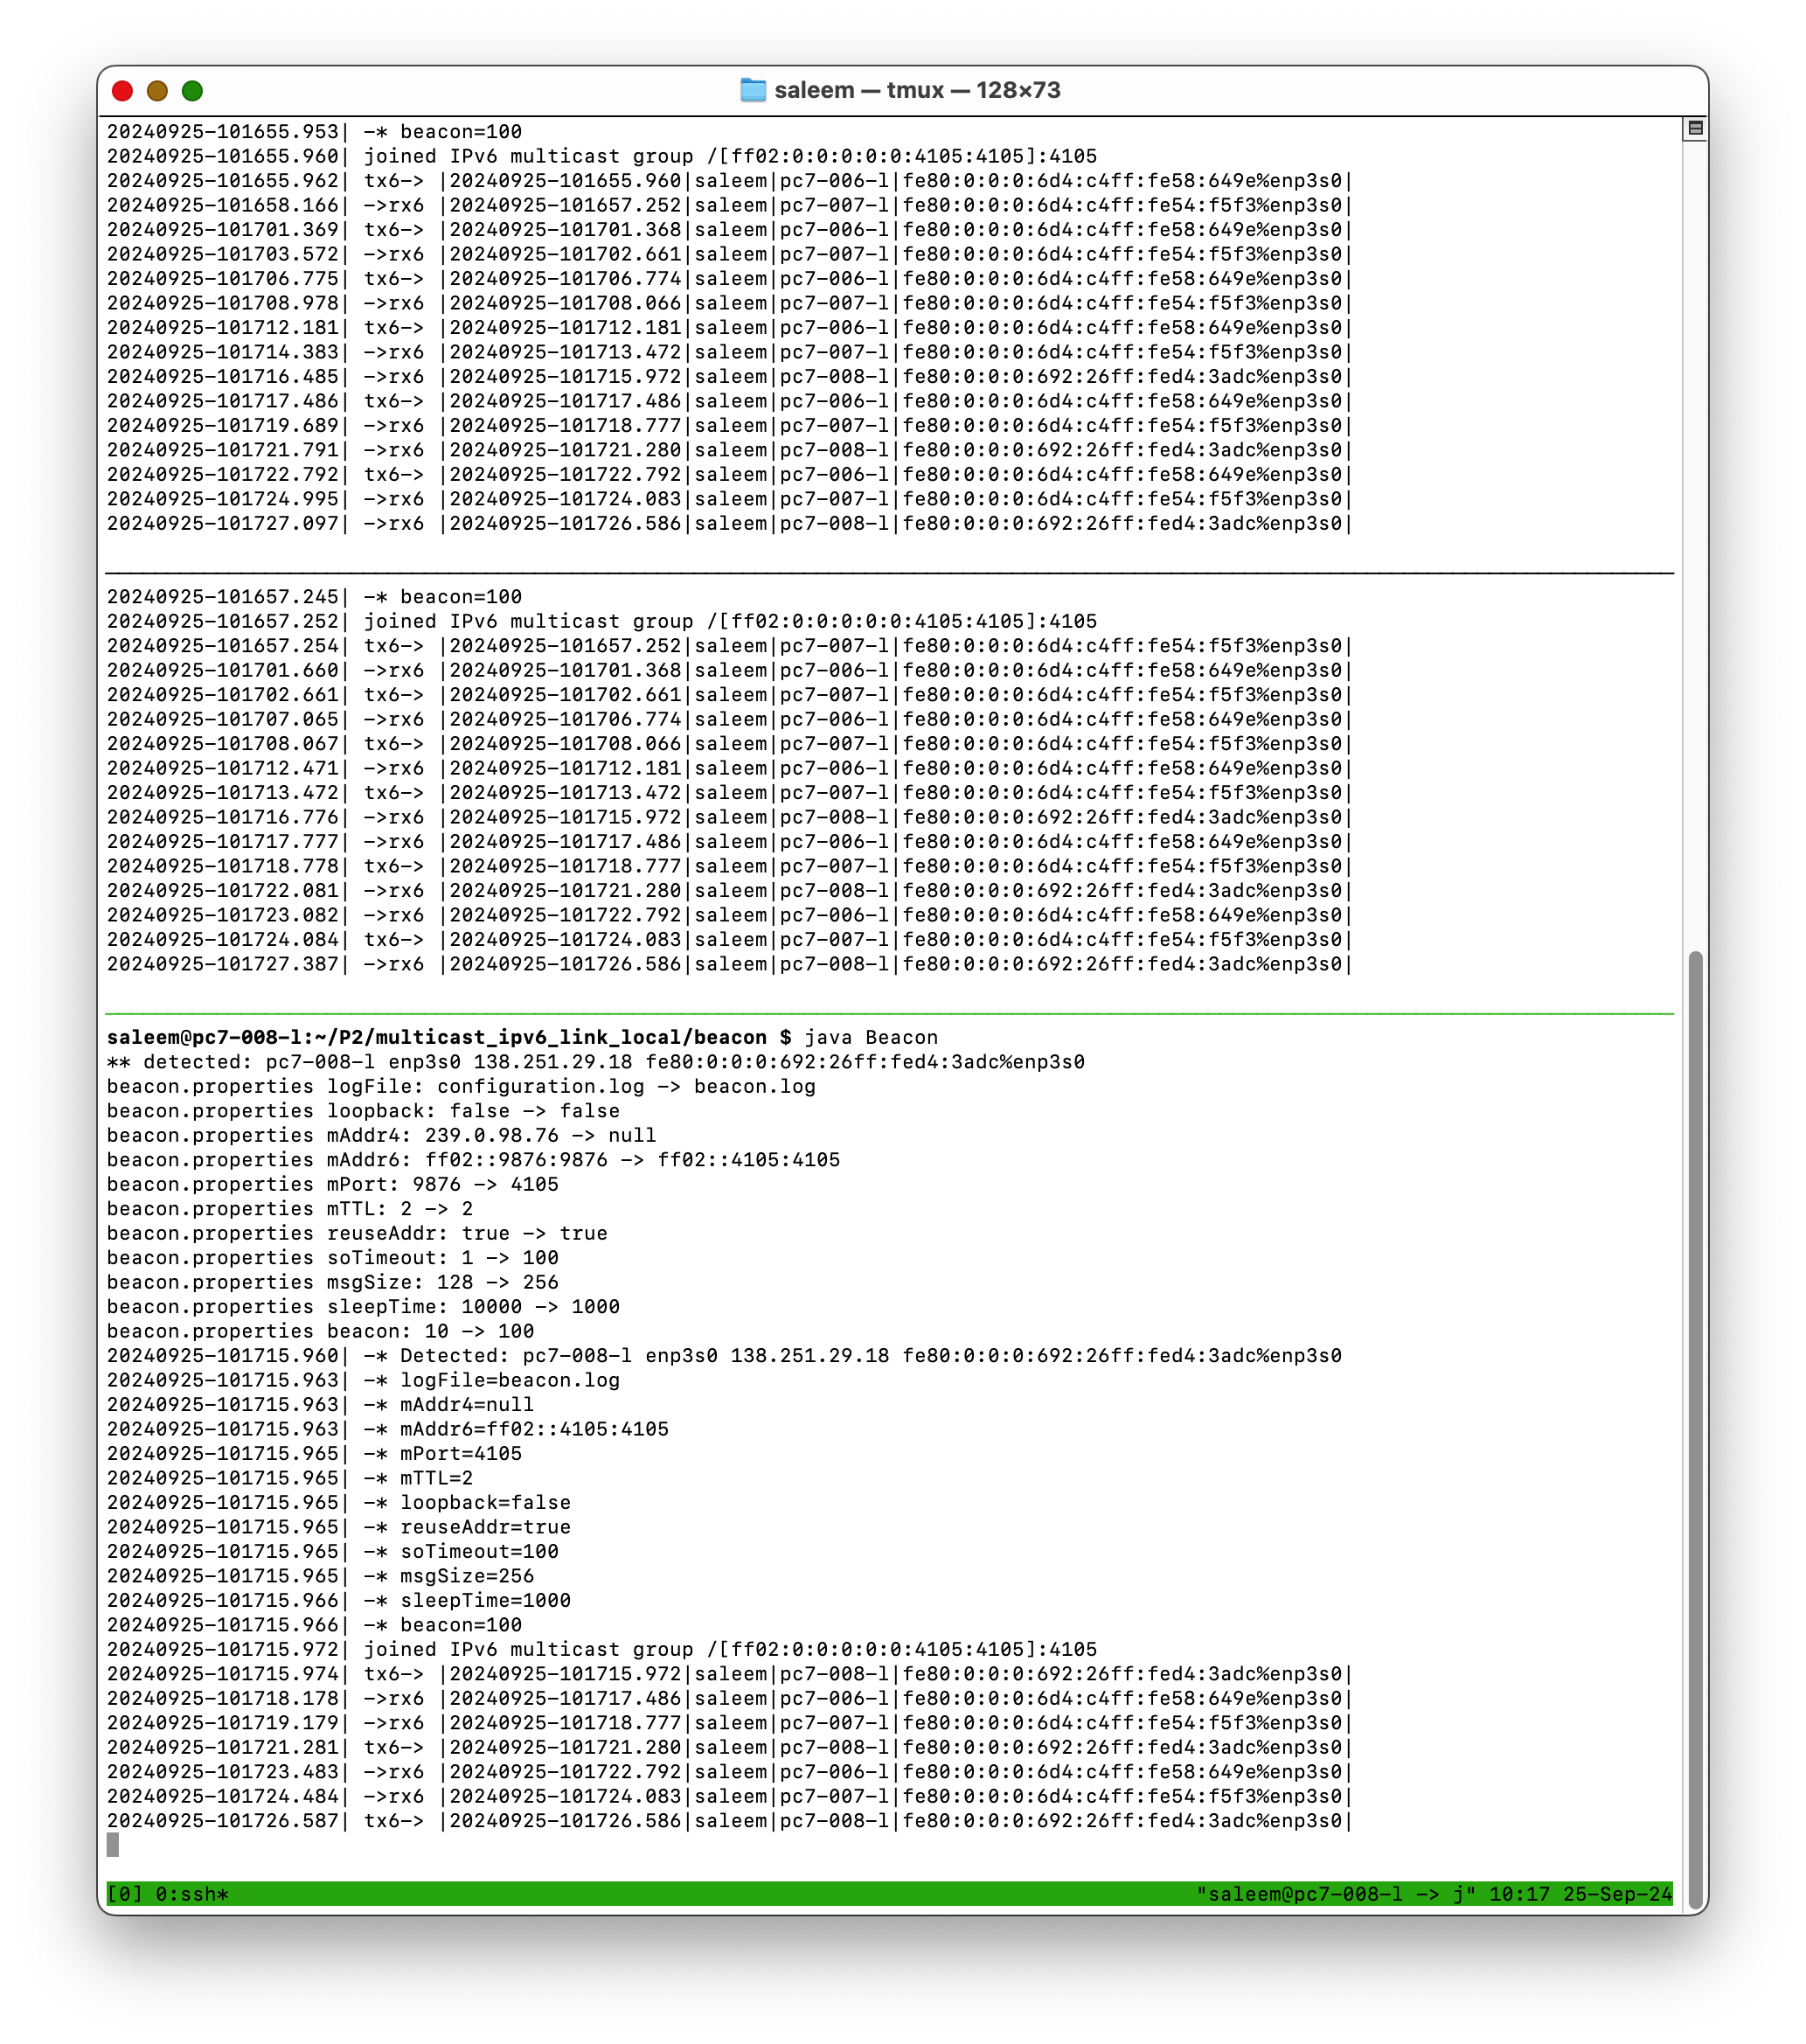 saleem — tmux — 128×73
20240925-101655.953| -* beacon=100
20240925-101655.960| joined IPv6 multicast group /[ff02:0:0:0:0:0:4105:4105]:4105
20240925-101655.962| tx6-> |20240925-101655.960|saleem|pc7-006-l|fe80:0:0:0:6d4:c4ff:fe58:649e%enp3s0|
20240925-101658.166| ->rx6 |20240925-101657.252|saleem|pc7-007-l|fe80:0:0:0:6d4:c4ff:fe54:f5f3%enp3s0|
20240925-101701.369| tx6-> |20240925-101701.368|saleem|pc7-006-l|fe80:0:0:0:6d4:c4ff:fe58:649e%enp3s0|
20240925-101703.572| ->rx6 |20240925-101702.661|saleem|pc7-007-l|fe80:0:0:0:6d4:c4ff:fe54:f5f3%enp3s0|
20240925-101706.775| tx6-> |20240925-101706.774|saleem|pc7-006-l|fe80:0:0:0:6d4:c4ff:fe58:649e%enp3s0|
20240925-101708.978| ->rx6 |20240925-101708.066|saleem|pc7-007-l|fe80:0:0:0:6d4:c4ff:fe54:f5f3%enp3s0|
20240925-101712.181| tx6-> |20240925-101712.181|saleem|pc7-006-l|fe80:0:0:0:6d4:c4ff:fe58:649e%enp3s0|
20240925-101714.383| ->rx6 |20240925-101713.472|saleem|pc7-007-l|fe80:0:0:0:6d4:c4ff:fe54:f5f3%enp3s0|
20240925-101716.485| ->rx6 |20240925-101715.972|saleem|pc7-008-l|fe80:0:0:0:692:26ff:fed4:3adc%enp3s0|
20240925-101717.486| tx6-> |20240925-101717.486|saleem|pc7-006-l|fe80:0:0:0:6d4:c4ff:fe58:649e%enp3s0|
20240925-101719.689| ->rx6 |20240925-101718.777|saleem|pc7-007-l|fe80:0:0:0:6d4:c4ff:fe54:f5f3%enp3s0|
20240925-101721.791| ->rx6 |20240925-101721.280|saleem|pc7-008-l|fe80:0:0:0:692:26ff:fed4:3adc%enp3s0|
20240925-101722.792| tx6-> |20240925-101722.792|saleem|pc7-006-l|fe80:0:0:0:6d4:c4ff:fe58:649e%enp3s0|
20240925-101724.995| ->rx6 |20240925-101724.083|saleem|pc7-007-l|fe80:0:0:0:6d4:c4ff:fe54:f5f3%enp3s0|
20240925-101727.097| ->rx6 |20240925-101726.586|saleem|pc7-008-l|fe80:0:0:0:692:26ff:fed4:3adc%enp3s0|
20240925-101657.245| -* beacon=100
20240925-101657.252| joined IPv6 multicast group /[ff02:0:0:0:0:0:4105:4105]:4105
20240925-101657.254| tx6-> |20240925-101657.252|saleem|pc7-007-l|fe80:0:0:0:6d4:c4ff:fe54:f5f3%enp3s0|
20240925-101701.660| ->rx6 |20240925-101701.368|saleem|pc7-006-l|fe80:0:0:0:6d4:c4ff:fe58:649e%enp3s0|
20240925-101702.661| tx6-> |20240925-101702.661|saleem|pc7-007-l|fe80:0:0:0:6d4:c4ff:fe54:f5f3%enp3s0|
20240925-101707.065| ->rx6 |20240925-101706.774|saleem|pc7-006-l|fe80:0:0:0:6d4:c4ff:fe58:649e%enp3s0|
20240925-101708.067| tx6-> |20240925-101708.066|saleem|pc7-007-l|fe80:0:0:0:6d4:c4ff:fe54:f5f3%enp3s0|
20240925-101712.471| ->rx6 |20240925-101712.181|saleem|pc7-006-l|fe80:0:0:0:6d4:c4ff:fe58:649e%enp3s0|
20240925-101713.472| tx6-> |20240925-101713.472|saleem|pc7-007-l|fe80:0:0:0:6d4:c4ff:fe54:f5f3%enp3s0|
20240925-101716.776| ->rx6 |20240925-101715.972|saleem|pc7-008-l|fe80:0:0:0:692:26ff:fed4:3adc%enp3s0|
20240925-101717.777| ->rx6 |20240925-101717.486|saleem|pc7-006-l|fe80:0:0:0:6d4:c4ff:fe58:649e%enp3s0|
20240925-101718.778| tx6-> |20240925-101718.777|saleem|pc7-007-l|fe80:0:0:0:6d4:c4ff:fe54:f5f3%enp3s0|
20240925-101722.081| ->rx6 |20240925-101721.280|saleem|pc7-008-l|fe80:0:0:0:692:26ff:fed4:3adc%enp3s0|
20240925-101723.082| ->rx6 |20240925-101722.792|saleem|pc7-006-l|fe80:0:0:0:6d4:c4ff:fe58:649e%enp3s0|
20240925-101724.084| tx6-> |20240925-101724.083|saleem|pc7-007-l|fe80:0:0:0:6d4:c4ff:fe54:f5f3%enp3s0|
20240925-101727.387| ->rx6 |20240925-101726.586|saleem|pc7-008-l|fe80:0:0:0:692:26ff:fed4:3adc%enp3s0|
saleem@pc7-008-l:~/P2/multicast_ipv6_link_local/beacon $ java Beacon
** detected: pc7-008-l enp3s0 138.251.29.18 fe80:0:0:0:692:26ff:fed4:3adc%enp3s0
beacon.properties logFile: configuration.log -> beacon.log
beacon.properties loopback: false -> false
beacon.properties mAddr4: 239.0.98.76 -> null
beacon.properties mAddr6: ff02::9876:9876 -> ff02::4105:4105
beacon.properties mPort: 9876 -> 4105
beacon.properties mTTL: 2 -> 2
beacon.properties reuseAddr: true -> true
beacon.properties soTimeout: 1 -> 100
beacon.properties msgSize: 128 -> 256
beacon.properties sleepTime: 10000 -> 1000
beacon.properties beacon: 10 -> 100
20240925-101715.960| -* Detected: pc7-008-l enp3s0 138.251.29.18 fe80:0:0:0:692:26ff:fed4:3adc%enp3s0
20240925-101715.963| -* logFile=beacon.log
20240925-101715.963| -* mAddr4=null
20240925-101715.963| -* mAddr6=ff02::4105:4105
20240925-101715.965| -* mPort=4105
20240925-101715.965| -* mTTL=2
20240925-101715.965| -* loopback=false
20240925-101715.965| -* reuseAddr=true
20240925-101715.965| -* soTimeout=100
20240925-101715.965| -* msgSize=256
20240925-101715.966| -* sleepTime=1000
20240925-101715.966| -* beacon=100
20240925-101715.972| joined IPv6 multicast group /[ff02:0:0:0:0:0:4105:4105]:4105
20240925-101715.974| tx6-> |20240925-101715.972|saleem|pc7-008-l|fe80:0:0:0:692:26ff:fed4:3adc%enp3s0|
20240925-101718.178| ->rx6 |20240925-101717.486|saleem|pc7-006-l|fe80:0:0:0:6d4:c4ff:fe58:649e%enp3s0|
20240925-101719.179| ->rx6 |20240925-101718.777|saleem|pc7-007-l|fe80:0:0:0:6d4:c4ff:fe54:f5f3%enp3s0|
20240925-101721.281| tx6-> |20240925-101721.280|saleem|pc7-008-l|fe80:0:0:0:692:26ff:fed4:3adc%enp3s0|
20240925-101723.483| ->rx6 |20240925-101722.792|saleem|pc7-006-l|fe80:0:0:0:6d4:c4ff:fe58:649e%enp3s0|
20240925-101724.484| ->rx6 |20240925-101724.083|saleem|pc7-007-l|fe80:0:0:0:6d4:c4ff:fe54:f5f3%enp3s0|
20240925-101726.587| tx6-> |20240925-101726.586|saleem|pc7-008-l|fe80:0:0:0:692:26ff:fed4:3adc%enp3s0|
[0] 0:ssh* "saleem@pc7-008-l -> j" 10:17 25-Sep-24